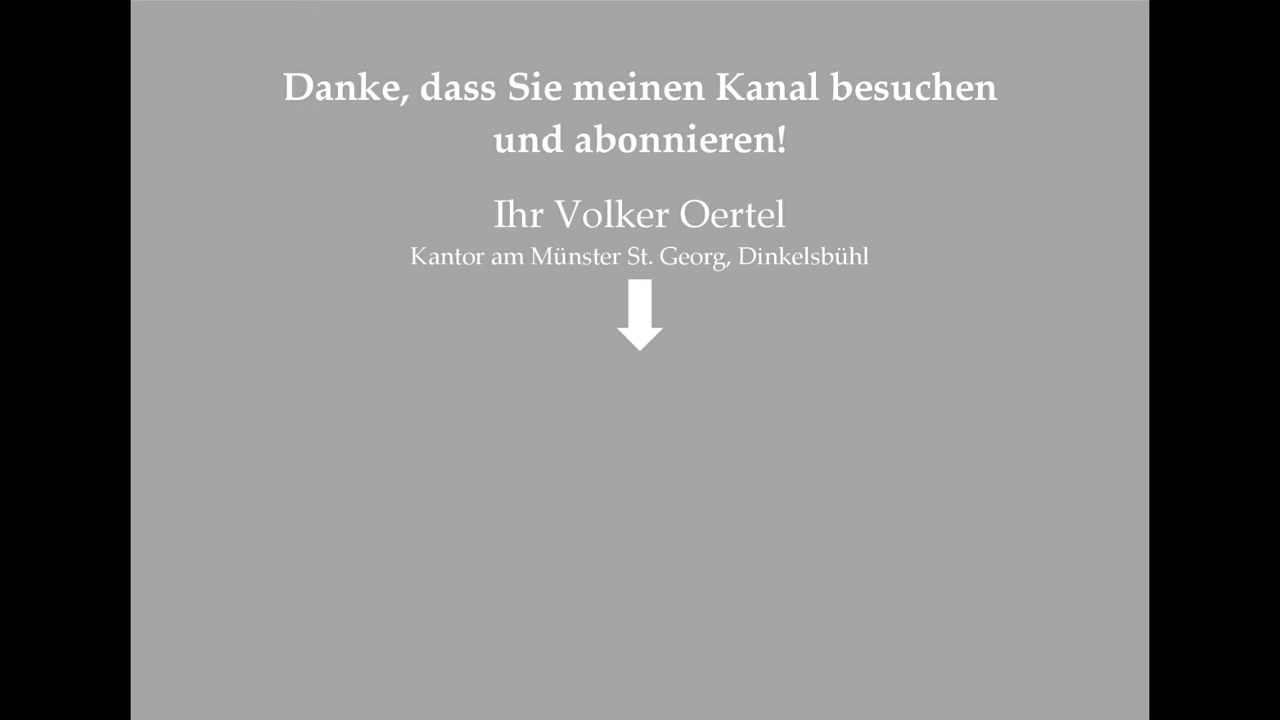 Danke, dass Sie meinen Kanal besuchen
und abonnieren!
Ihr Volker Oertel
Kantor am Münster St. Georg, Dinkelsbühl